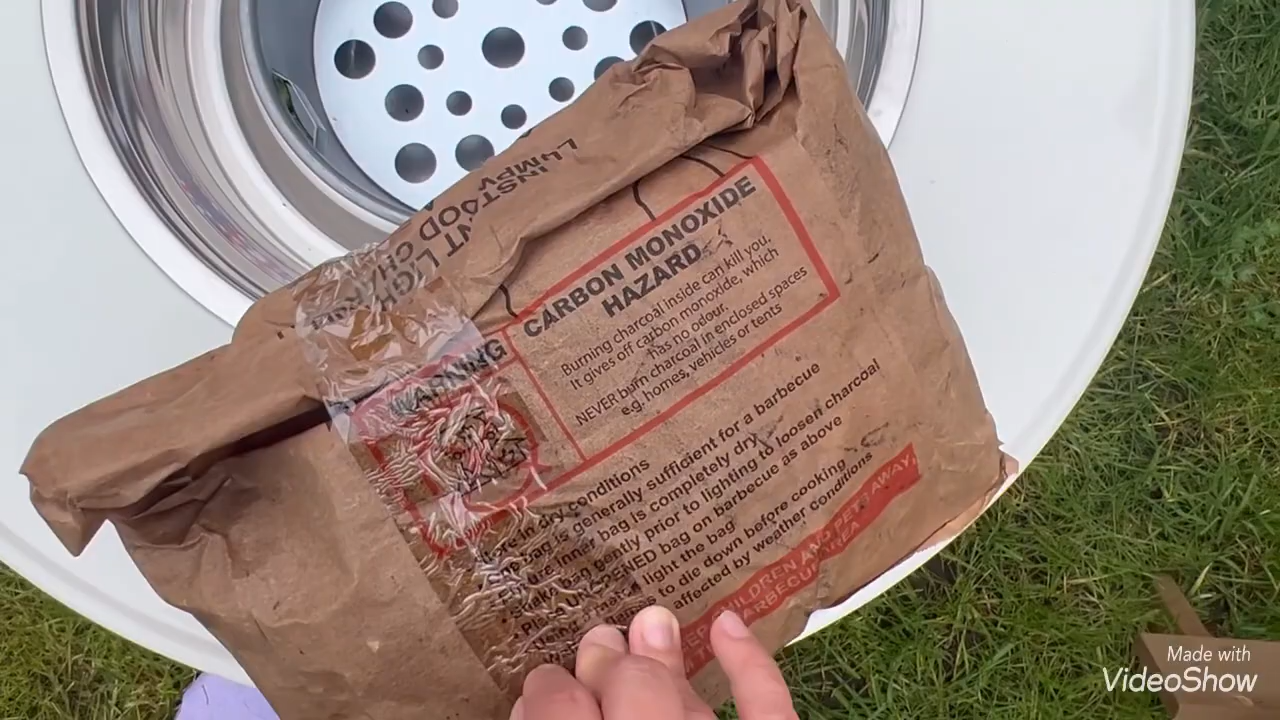 INSTANT LIGHT
LUMPWOOD CHAR
WARNING
CARBON MONOXIDE
HAZARD
Burning charcoal inside can kill you.
It gives off carbon monoxide, which
has no odour.
NEVER burn charcoal in enclosed spaces
e.g. homes, vehicles or tents
in dry conditions
bag is generally sufficient for a barbecue
inner bag is completely dry
bag gently prior to lighting to loosen charcoal
UNOPENED bag on barbecue as above
light the bag
to die down before cooking
affected by weather conditions
CHILDREN AND PETS AWAY,
BARBECUE AREA
Made with
VideoShow